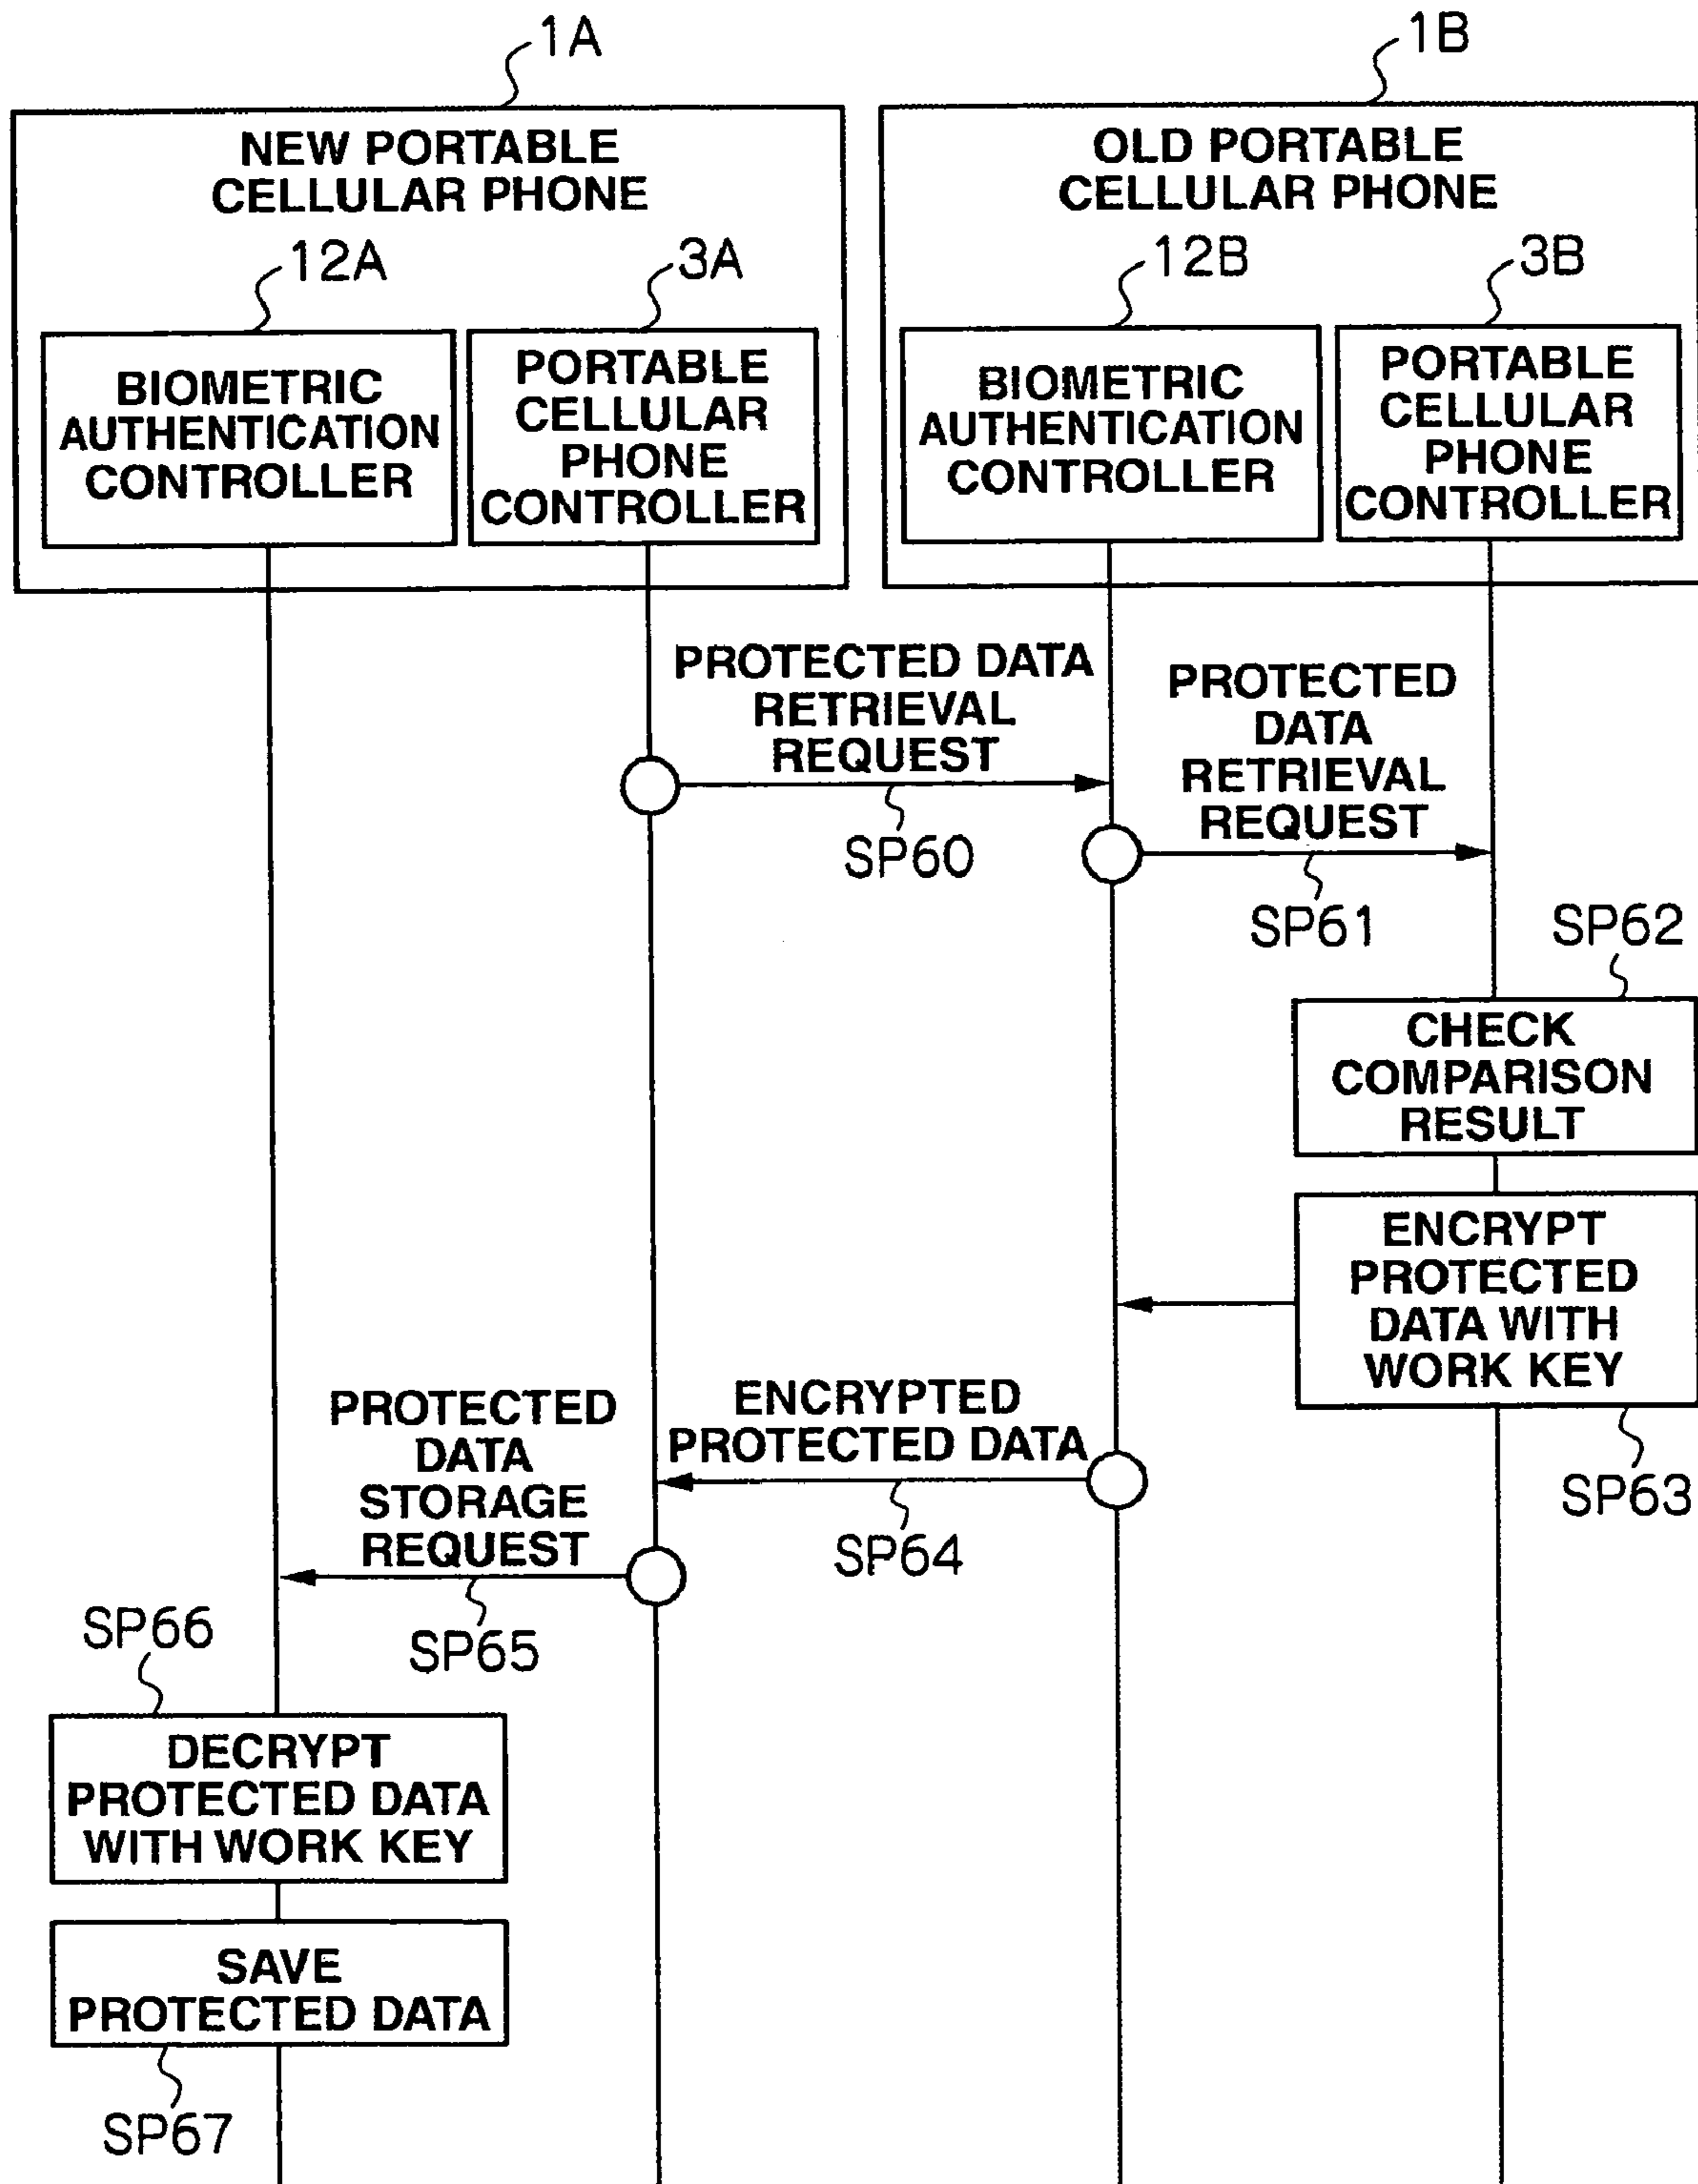 1A
1B
NEW PORTABLE
CELLULAR PHONE
OLD PORTABLE
CELLULAR PHONE
12A
3A
12B
3B
BIOMETRIC
AUTHENTICATION
CONTROLLER
PORTABLE
CELLULAR
PHONE
CONTROLLER
BIOMETRIC
AUTHENTICATION
CONTROLLER
PORTABLE
CELLULAR
PHONE
CONTROLLER
PROTECTED DATA
RETRIEVAL
REQUEST
SP60
PROTECTED
DATA
RETRIEVAL
REQUEST
SP61
SP62
CHECK
COMPARISON
RESULT
ENCRYPT
PROTECTED
DATA WITH
WORK KEY
SP63
ENCRYPTED
PROTECTED DATA
SP64
PROTECTED
DATA
STORAGE
REQUEST
SP65
SP66
DECRYPT
PROTECTED DATA
WITH WORK KEY
SAVE
PROTECTED DATA
SP67